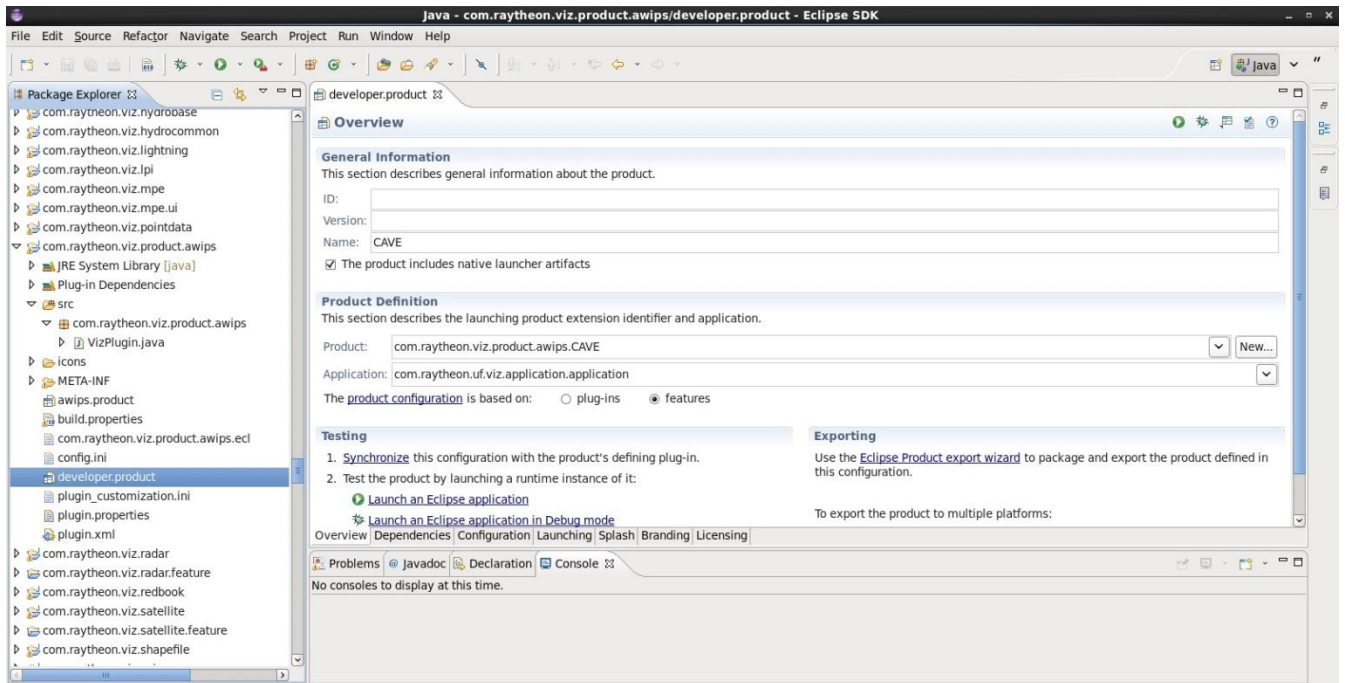 Java - com.raytheon.viz.product.awips/developer.product - Eclipse SDK
File Edit Source Refactor Navigate Search Project Run Window Help
Java
"
Package Explorer
com.raytheon.viz.hydrobase
com.raytheon.viz.hydrocommon
com.raytheon.viz.lightning
com.raytheon.viz.lpi
com.raytheon.viz.mpe
com.raytheon.viz.mpe.ui
com.raytheon.viz.pointdata
com.raytheon.viz.product.awips
JRE System Library [java]
Plug-in Dependencies
src
com.raytheon.viz.product.awips
VizPlugin.java
icons
META-INF
awips.product
build.properties
com.raytheon.viz.product.awips.ecl
config.ini
developer.product
plugin_customization.ini
plugin.properties
plugin.xml
com.raytheon.viz.radar
com.raytheon.viz.radar.feature
com.raytheon.viz.redbook
com.raytheon.viz.satellite
com.raytheon.viz.satellite.feature
com.raytheon.viz.shapefile
developer.product
Overview
General Information
This section describes general information about the product.
ID:
Version:
Name: CAVE
The product includes native launcher artifacts
Product Definition
This section describes the launching product extension identifier and application.
Product: com.raytheon.viz.product.awips.CAVE New...
Application: com.raytheon.uf.viz.application.application
The product configuration is based on: plug-ins features
Testing
1. Synchronize this configuration with the product's defining plug-in.
2. Test the product by launching a runtime instance of it:
Launch an Eclipse application
Launch an Eclipse application in Debug mode
Exporting
Use the Eclipse Product export wizard to package and export the product defined in
this configuration.
To export the product to multiple platforms:
Overview Dependencies Configuration Launching Splash Branding Licensing
Problems @ Javadoc Declaration Console
No consoles to display at this time.